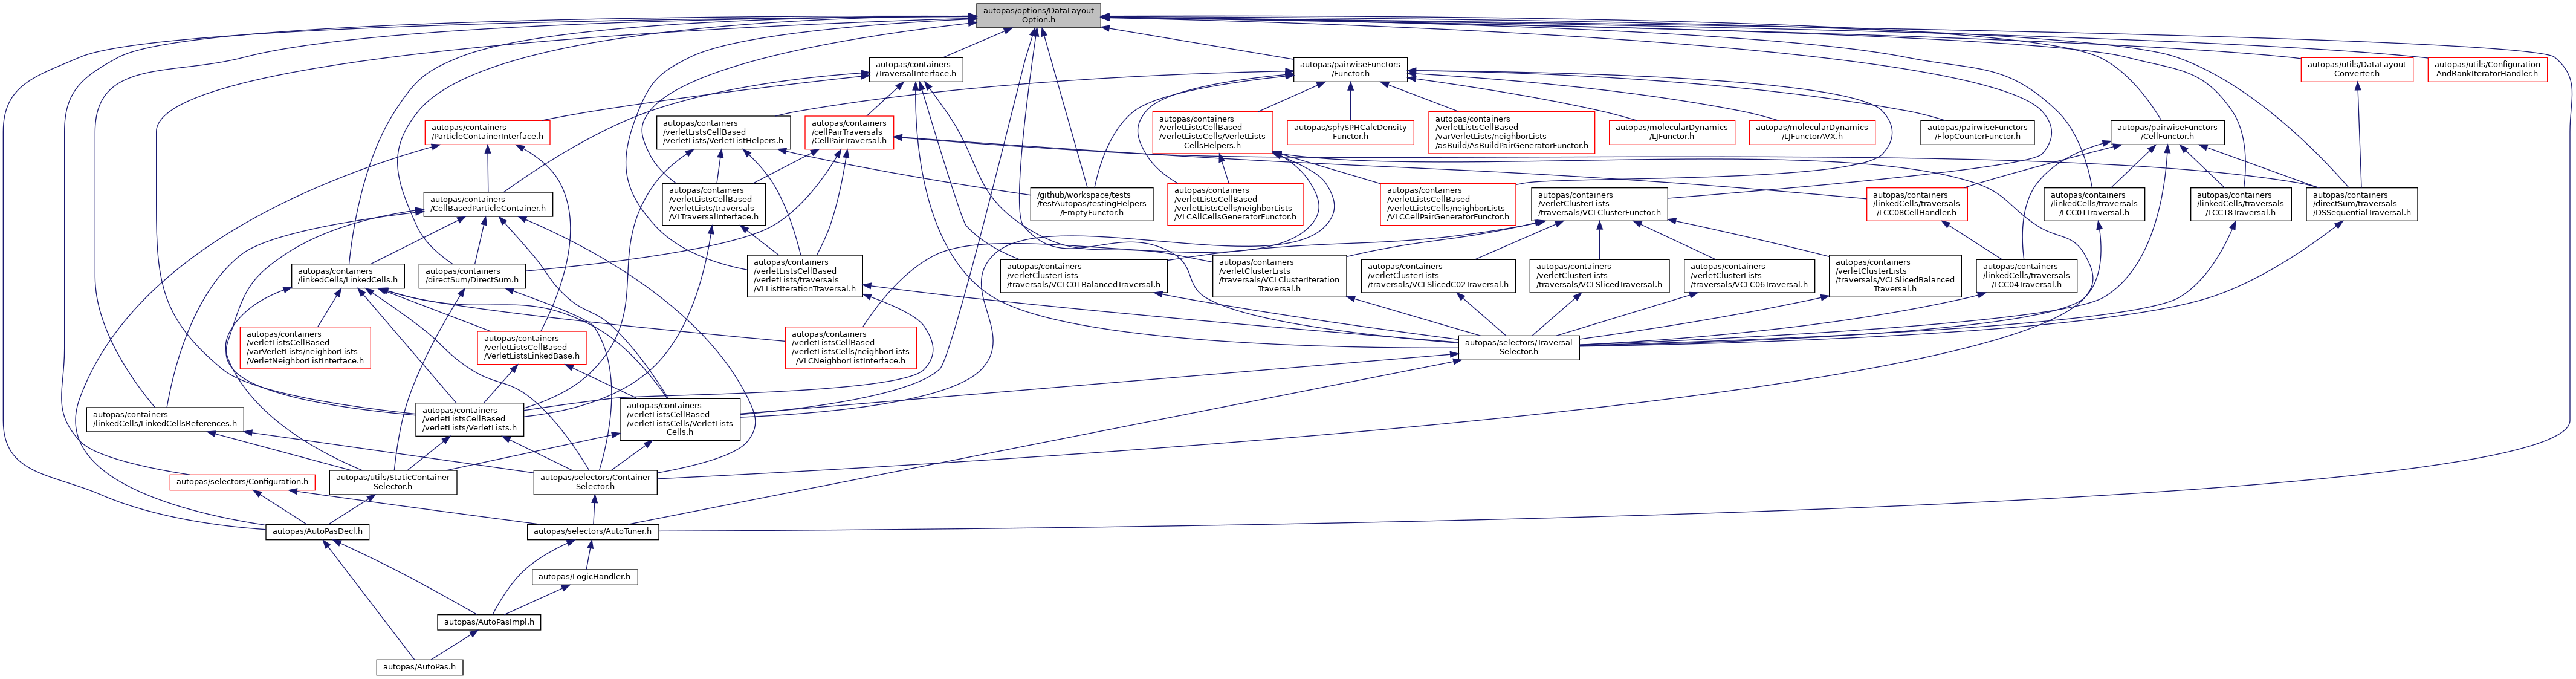 autopas/options/DataLayout
Option.h
autopas/containers
/TraversalInterface.h
autopas/pairwiseFunctors
/Functor.h
autopas/utils/DataLayout
Converter.h
autopas/utils/Configuration
AndRankIteratorHandler.h
autopas/containers
/ParticleContainerInterface.h
autopas/containers
/verletListsCellBased
/verletLists/VerletListHelpers.h
autopas/containers
/cellPairTraversals
/CellPairTraversal.h
autopas/containers
/verletListsCellBased
/verletListsCells/VerletLists
CellsHelpers.h
autopas/sph/SPHCalcDensity
Functor.h
autopas/containers
/verletListsCellBased
/varVerletLists/neighborLists
/asBuild/AsBuildPairGeneratorFunctor.h
autopas/molecularDynamics
/LJFunctor.h
autopas/molecularDynamics
/LJFunctorAVX.h
autopas/pairwiseFunctors
/FlopCounterFunctor.h
autopas/pairwiseFunctors
/CellFunctor.h
autopas/containers
/CellBasedParticleContainer.h
autopas/containers
/verletListsCellBased
/verletLists/traversals
/VLTraversalInterface.h
/github/workspace/tests
/testAutopas/testingHelpers
/EmptyFunctor.h
autopas/containers
/verletListsCellBased
/verletListsCells/neighborLists
/VLCAllCellsGeneratorFunctor.h
autopas/containers
/verletListsCellBased
/verletListsCells/neighborLists
/VLCCellPairGeneratorFunctor.h
autopas/containers
/verletClusterLists
/traversals/VCLClusterFunctor.h
autopas/containers
/linkedCells/traversals
/LCC08CellHandler.h
autopas/containers
/linkedCells/traversals
/LCC01Traversal.h
autopas/containers
/linkedCells/traversals
/LCC18Traversal.h
autopas/containers
/directSum/traversals
/DSSequentialTraversal.h
autopas/containers
/linkedCells/LinkedCells.h
autopas/containers
/directSum/DirectSum.h
autopas/containers
/verletListsCellBased
/verletLists/traversals
/VLListIterationTraversal.h
autopas/containers
/verletClusterLists
/traversals/VCLC01BalancedTraversal.h
autopas/containers
/verletClusterLists
/traversals/VCLClusterIteration
Traversal.h
autopas/containers
/verletClusterLists
/traversals/VCLSlicedC02Traversal.h
autopas/containers
/verletClusterLists
/traversals/VCLSlicedTraversal.h
autopas/containers
/verletClusterLists
/traversals/VCLC06Traversal.h
autopas/containers
/verletClusterLists
/traversals/VCLSlicedBalanced
Traversal.h
autopas/containers
/linkedCells/traversals
/LCC04Traversal.h
autopas/containers
/verletListsCellBased
/varVerletLists/neighborLists
/VerletNeighborListInterface.h
autopas/containers
/verletListsCellBased
/VerletListsLinkedBase.h
autopas/containers
/verletListsCellBased
/verletListsCells/neighborLists
/VLCNeighborListInterface.h
autopas/selectors/Traversal
Selector.h
autopas/containers
/linkedCells/LinkedCellsReferences.h
autopas/containers
/verletListsCellBased
/verletLists/VerletLists.h
autopas/containers
/verletListsCellBased
/verletListsCells/VerletLists
Cells.h
autopas/selectors/Configuration.h
autopas/utils/StaticContainer
Selector.h
autopas/selectors/Container
Selector.h
autopas/AutoPasDecl.h
autopas/selectors/AutoTuner.h
autopas/LogicHandler.h
autopas/AutoPasImpl.h
autopas/AutoPas.h